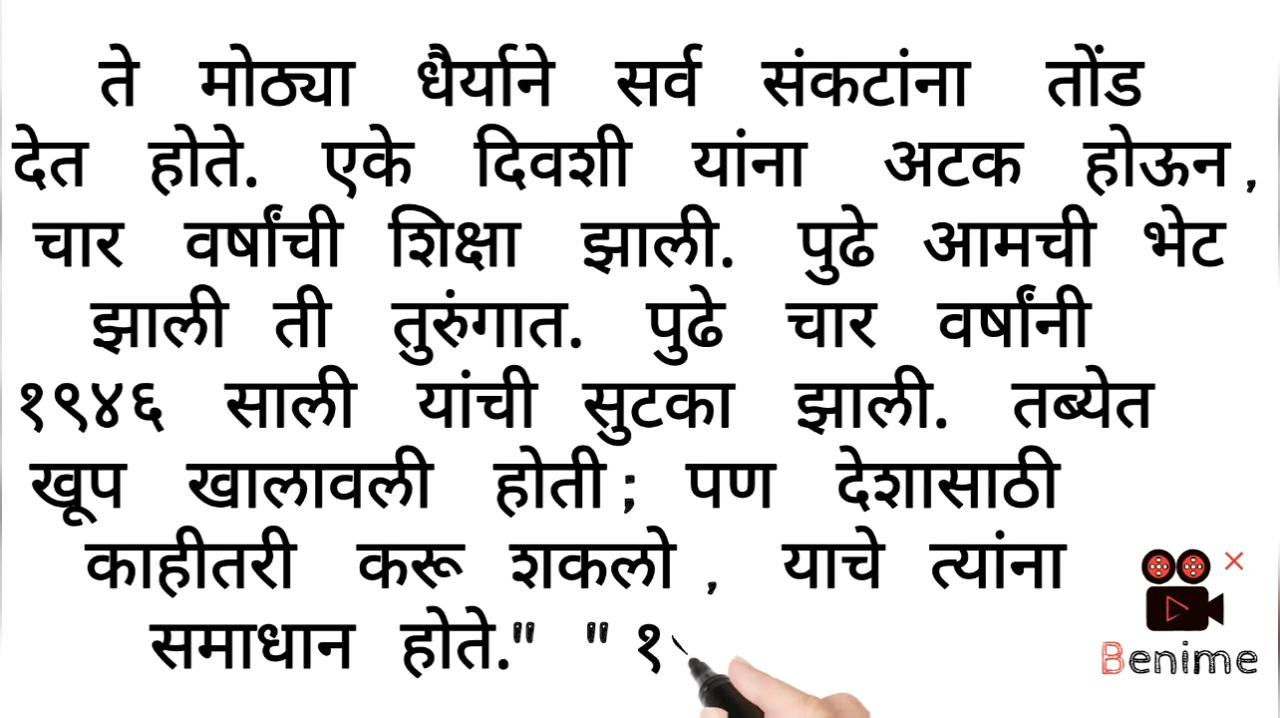 ते मोठ्या धैर्याने सर्व संकटांना तोंड
देत होते. एके दिवशी यांना अटक होऊन ,
चार वर्षांची शिक्षा झाली. पुढे आमची भेट
झाली ती तुरुंगात. पुढे चार वर्षांनी
१९४६ साली यांची सुटका झाली. तब्येत
खूप खालावली होती ; पण देशासाठी
काहीतरी करू शकलो , याचे त्यांना
समाधान होते." " १
Benime